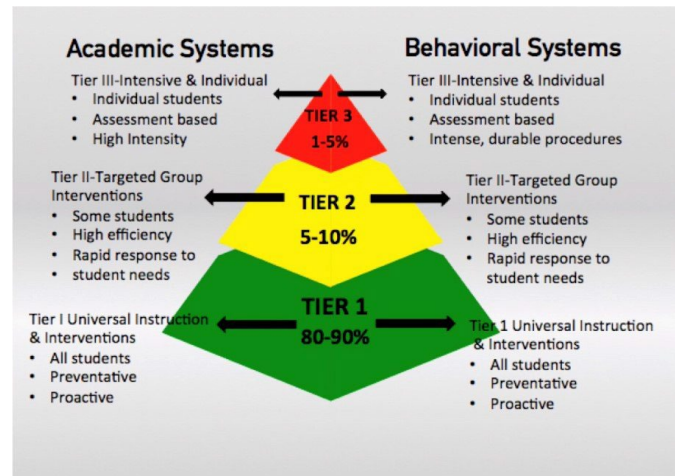 Academic Systems
Tier III-Intensive & Individual
• Individual students
• Assessment based
• High Intensity
Tier II-Targeted Group
Interventions
• Some students
• High efficiency
• Rapid response to
• student needs
Tier I Universal Instruction
& Interventions
• All students
• Preventative
• Proactive
TIER 3
1-5%
TIER 2
5-10%
TIER 1
80-90%
Behavioral Systems
Tier III-Intensive & Individual
• Individual students
• Assessment based
• Intense, durable procedures
Tier II-Targeted Group
Interventions
• Some students
• High efficiency
• Rapid response to
student needs
Tier 1 Universal Instruction
& Interventions
• All students
• Preventative
• Proactive